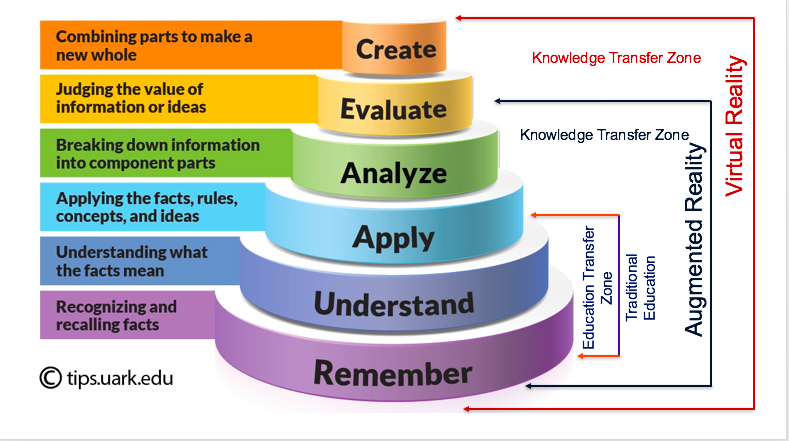 Combining parts to make a
new whole
Create
Judging the value of
information or ideas
Evaluate
Breaking down information
into component parts
Analyze
Applying the facts, rules,
concepts, and ideas
Apply
Understanding what
the facts mean
Understand
Recognizing and
recalling facts
Remember
© tips.uark.edu
Knowledge Transfer Zone
Virtual Reality
Knowledge Transfer Zone
Augmented Reality
Education Transfer
Zone
Traditional
Education